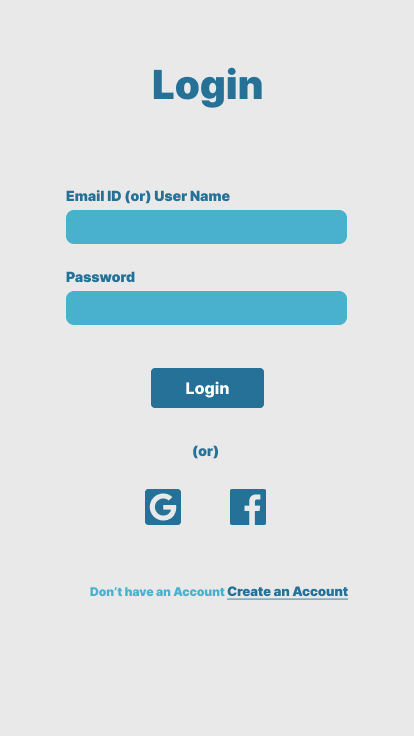 Login
Email ID (or) User Name
Password
Login
(or)
Don't have an Account Create an Account